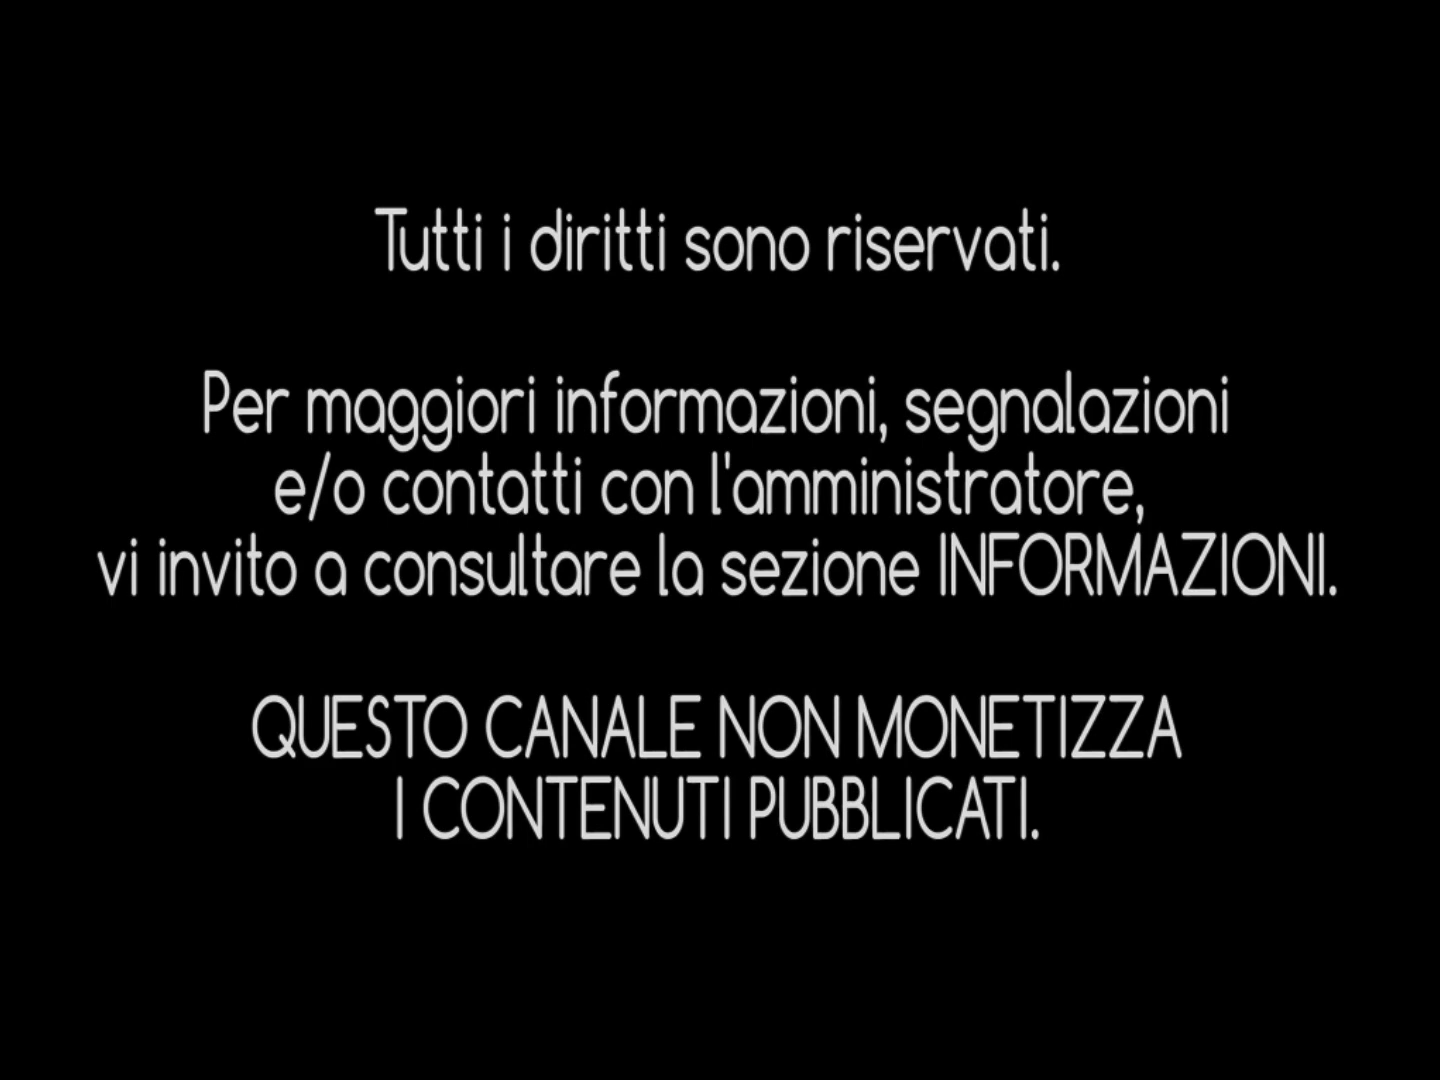 Tutti i diritti sono riservati.
Per maggiori informazioni, segnalazioni
e/o contatti con l'amministratore,
vi invito a consultare la sezione INFORMAZIONI.
QUESTO CANALE NON MONETIZZA
I CONTENUTI PUBBLICATI.